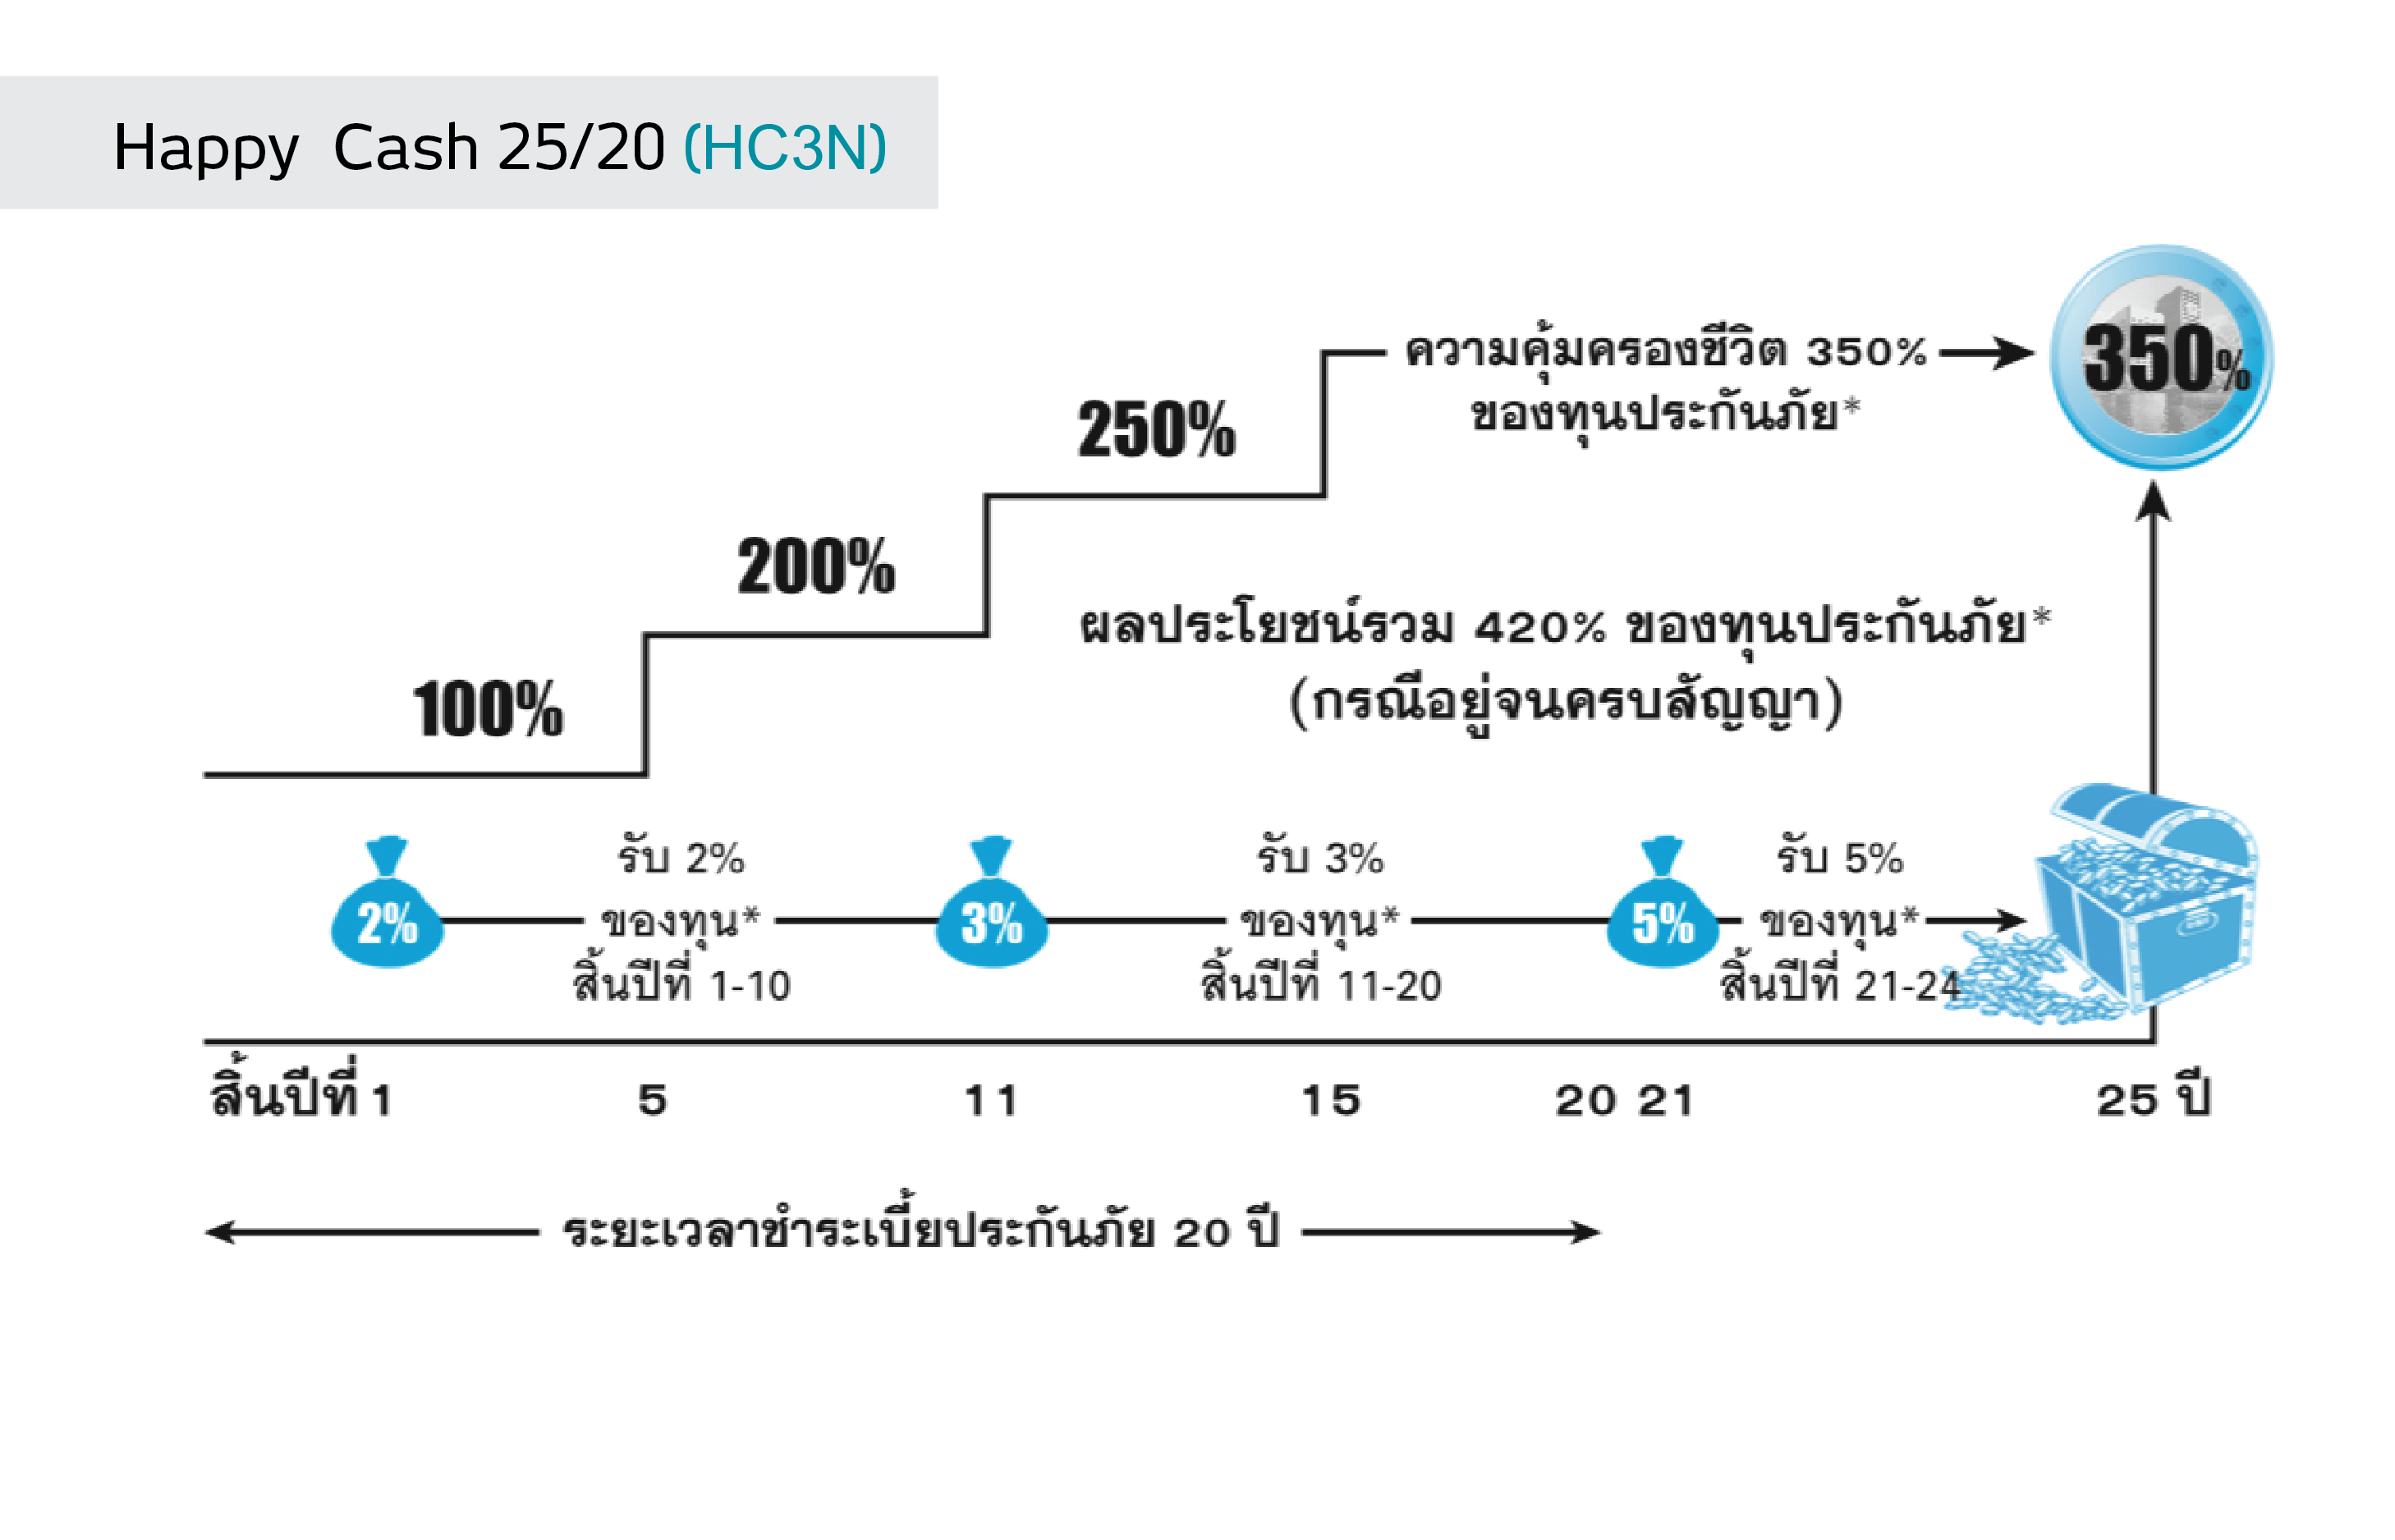 Happy Cash 25/20 (HC3N)
ความคุ้มครองชีวิต 350%
ของทุนประกันภัย*
350%
250%
200%
ผลประโยชน์รวม 420% ของทุนประกันภัย*
(กรณีอยู่จนครบสัญญา)
100%
2%
รับ 2%
ของทุน*
สิ้นปีที่ 1-10
3%
รับ 3%
ของทุน*
สิ้นปีที่ 11-20
5%
รับ 5%
ของทุน*
สิ้นปีที่ 21-24
สิ้นปีที่ 1 5 11 15 20 21 25 ปี
ระยะเวลาชำระเบี้ยประกันภัย 20 ปี